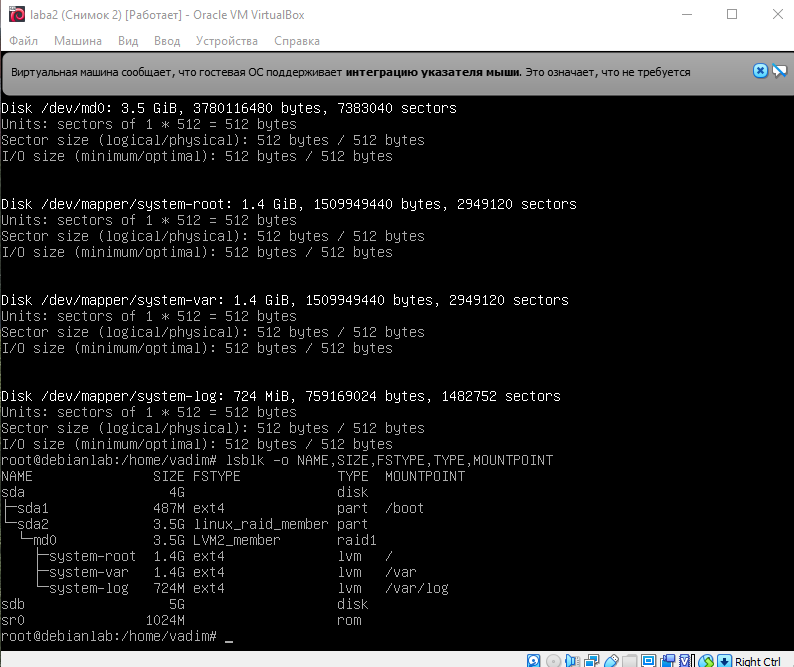 laba2 (Снимок 2) [Работает] - Oracle VM VirtualBox
Файл Машина Вид Ввод Устройства Справка
Виртуальная машина сообщает, что гостевая ОС поддерживает интеграцию указателя мыши. Это означает, что не требуется
Disk /dev/md0: 3.5 GiB, 3780116480 bytes, 7383040 sectors
Units: sectors of 1 * 512 = 512 bytes
Sector size (logical/physical): 512 bytes / 512 bytes
I/O size (minimum/optimal): 512 bytes / 512 bytes
Disk /dev/mapper/system-root: 1.4 GiB, 1509949440 bytes, 2949120 sectors
Units: sectors of 1 * 512 = 512 bytes
Sector size (logical/physical): 512 bytes / 512 bytes
I/O size (minimum/optimal): 512 bytes / 512 bytes
Disk /dev/mapper/system-var: 1.4 GiB, 1509949440 bytes, 2949120 sectors
Units: sectors of 1 * 512 = 512 bytes
Sector size (logical/physical): 512 bytes / 512 bytes
I/O size (minimum/optimal): 512 bytes / 512 bytes
Disk /dev/mapper/system-log: 724 MiB, 759169024 bytes, 1482752 sectors
Units: sectors of 1 * 512 = 512 bytes
Sector size (logical/physical): 512 bytes / 512 bytes
I/O size (minimum/optimal): 512 bytes / 512 bytes
root@debianlab:/home/vadim# lsblk -o NAME,SIZE,FSTYPE,TYPE,MOUNTPOINT
NAME SIZE FSTYPE TYPE MOUNTPOINT
sda 4G disk
├─sda1 487M ext4 part /boot
└─sda2 3.5G linux_raid_member part
  └─md0 3.5G LVM2_member raid1
    ├─system-root 1.4G ext4 lvm /
    ├─system-var 1.4G ext4 lvm /var
    └─system-log 724M ext4 lvm /var/log
sdb 5G disk
sr0 1024M rom
root@debianlab:/home/vadim# _
Right Ctrl